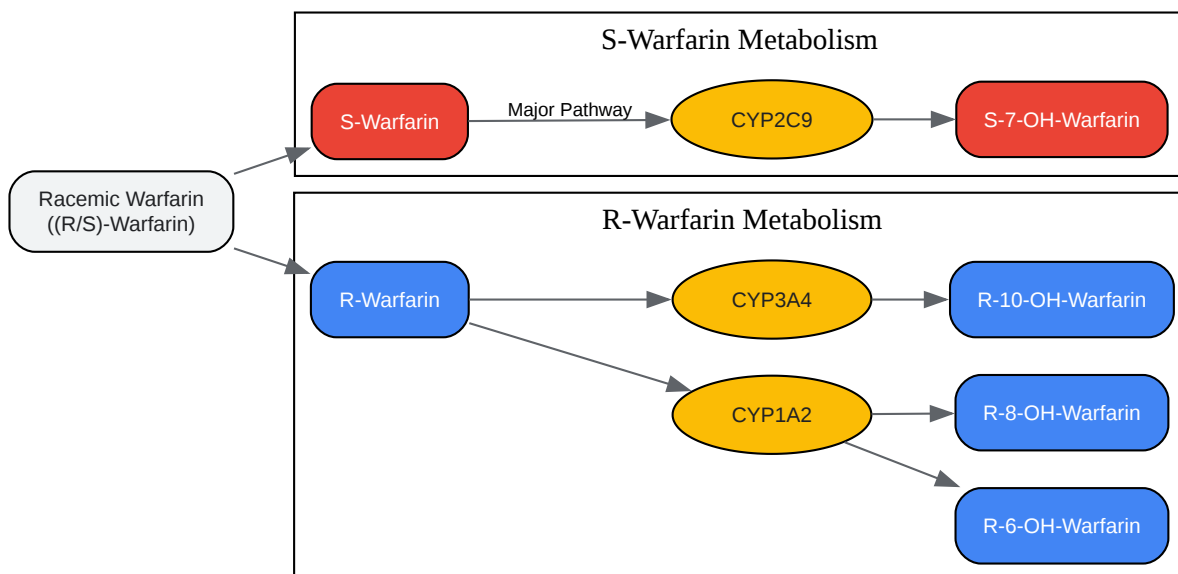 S-Warfarin Metabolism
S-Warfarin
Major Pathway
CYP2C9
S-7-OH-Warfarin
Racemic Warfarin
((R/S)-Warfarin)
R-Warfarin Metabolism
R-Warfarin
CYP3A4
R-10-OH-Warfarin
CYP1A2
R-8-OH-Warfarin
R-6-OH-Warfarin